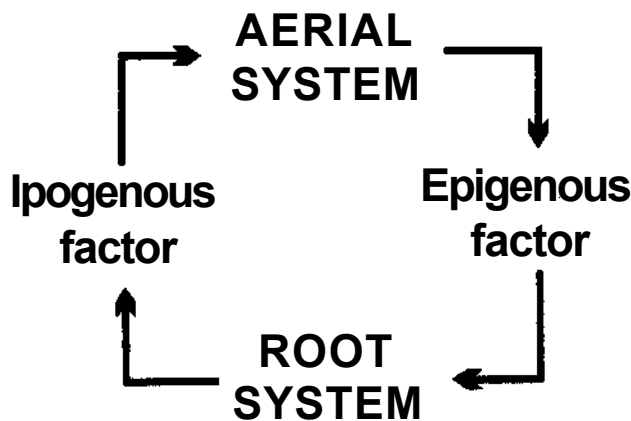 AERIAL
SYSTEM
Ipogenous
factor
Epigenous
factor
ROOT
SYSTEM